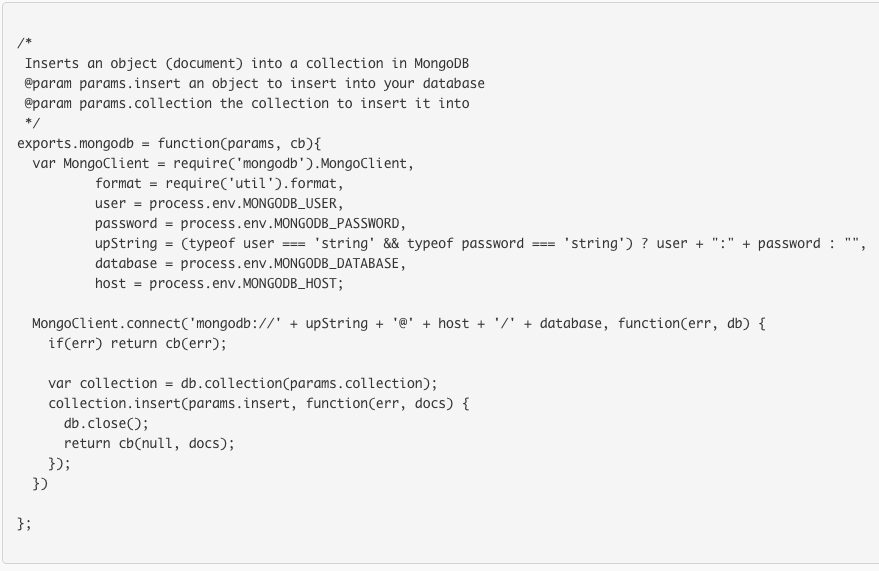 /*
 Inserts an object (document) into a collection in MongoDB
 @param params.insert an object to insert into your database
 @param params.collection the collection to insert it into
 */
exports.mongodb = function(params, cb){
  var MongoClient = require('mongodb').MongoClient,
          format = require('util').format,
          user = process.env.MONGODB_USER,
          password = process.env.MONGODB_PASSWORD,
          upString = (typeof user === 'string' && typeof password === 'string') ? user + ":" + password : "",
          database = process.env.MONGODB_DATABASE,
          host = process.env.MONGODB_HOST;

  MongoClient.connect('mongodb://' + upString + '@' + host + '/' + database, function(err, db) {
    if(err) return cb(err);

    var collection = db.collection(params.collection);
    collection.insert(params.insert, function(err, docs) {
      db.close();
      return cb(null, docs);
    });
  })

};